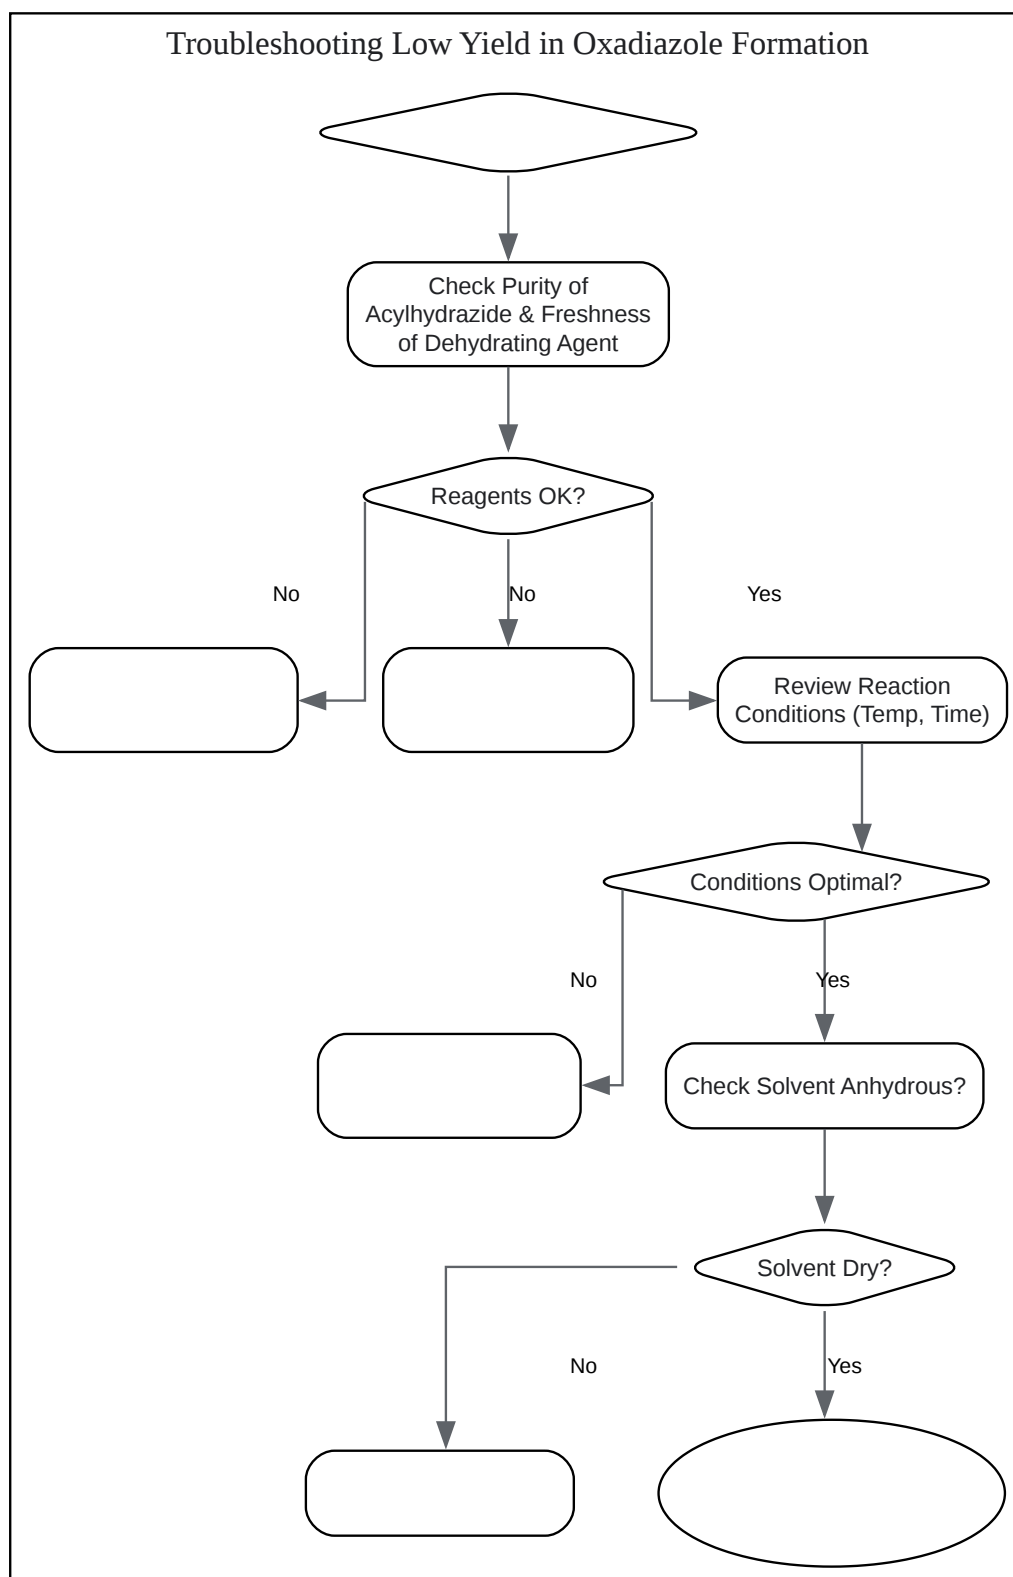 Troubleshooting Low Yield in Oxadiazole Formation
Check Purity of
Acylhydrazide & Freshness
of Dehydrating Agent
Reagents OK?
No
No
Yes
Review Reaction
Conditions (Temp, Time)
Conditions Optimal?
No
Yes
Check Solvent Anhydrous?
Solvent Dry?
No
Yes